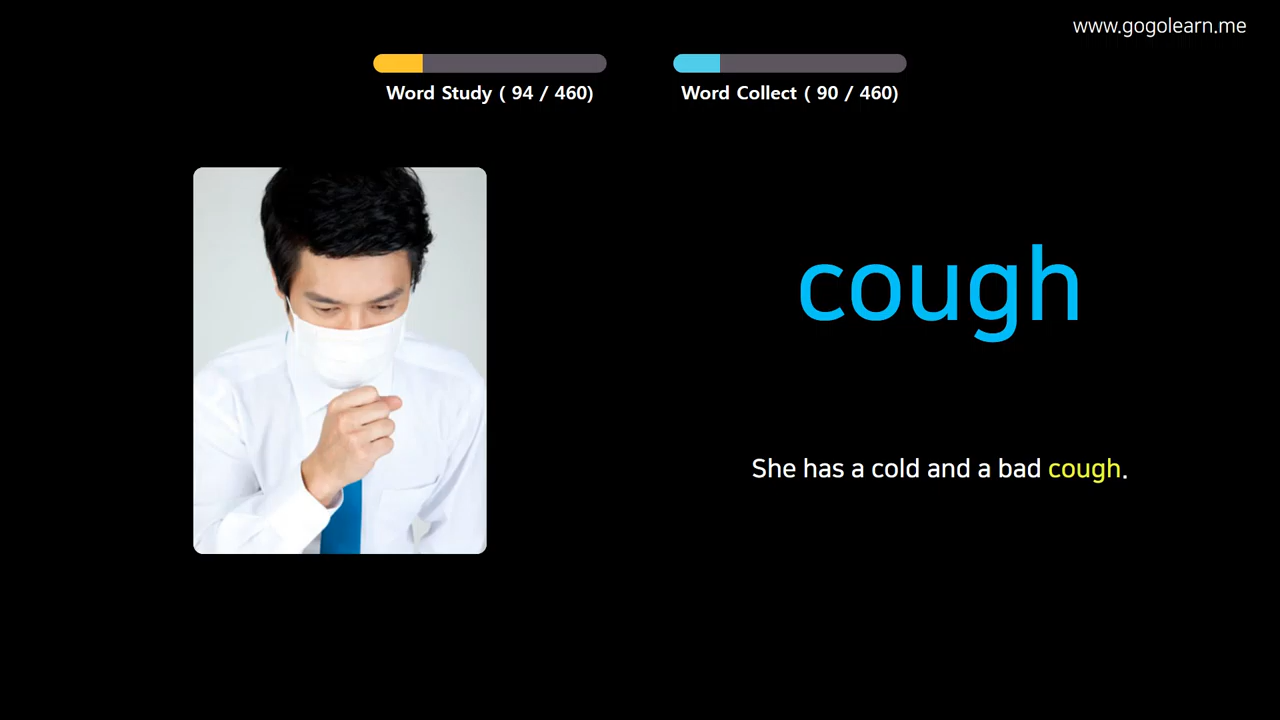 www.gogolearn.me
Word Study ( 94 / 460)
Word Collect ( 90 / 460)
cough
She has a cold and a bad cough.